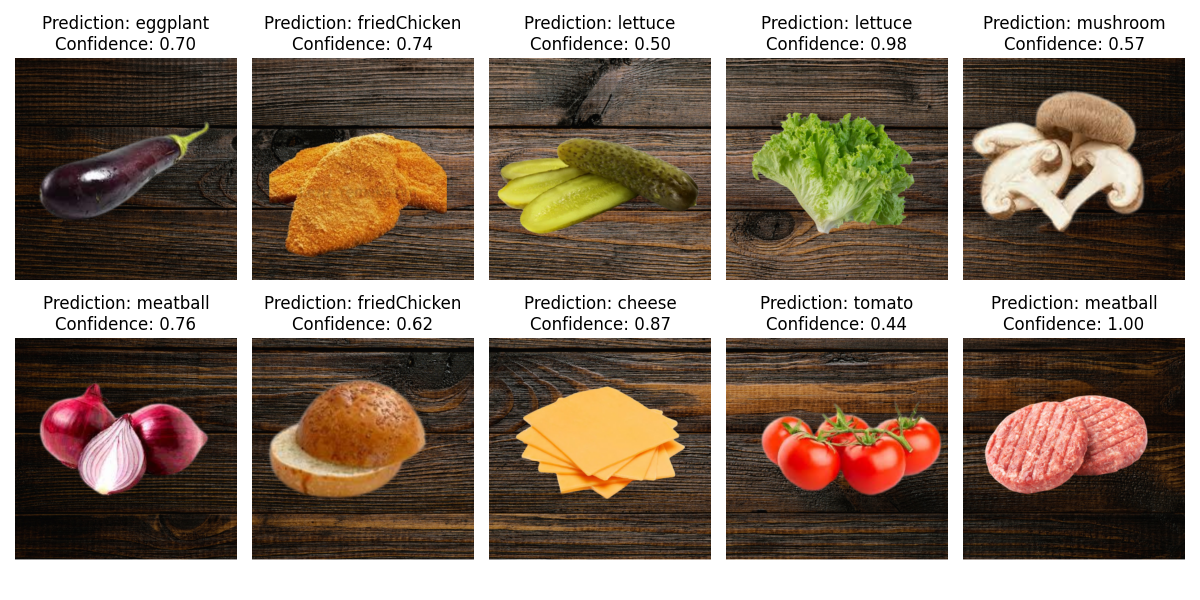 Prediction: eggplant
Confidence: 0.70
Prediction: friedChicken
Confidence: 0.74
Prediction: lettuce
Confidence: 0.50
Prediction: lettuce
Confidence: 0.98
Prediction: mushroom
Confidence: 0.57
Prediction: meatball
Confidence: 0.76
Prediction: friedChicken
Confidence: 0.62
Prediction: cheese
Confidence: 0.87
Prediction: tomato
Confidence: 0.44
Prediction: meatball
Confidence: 1.00